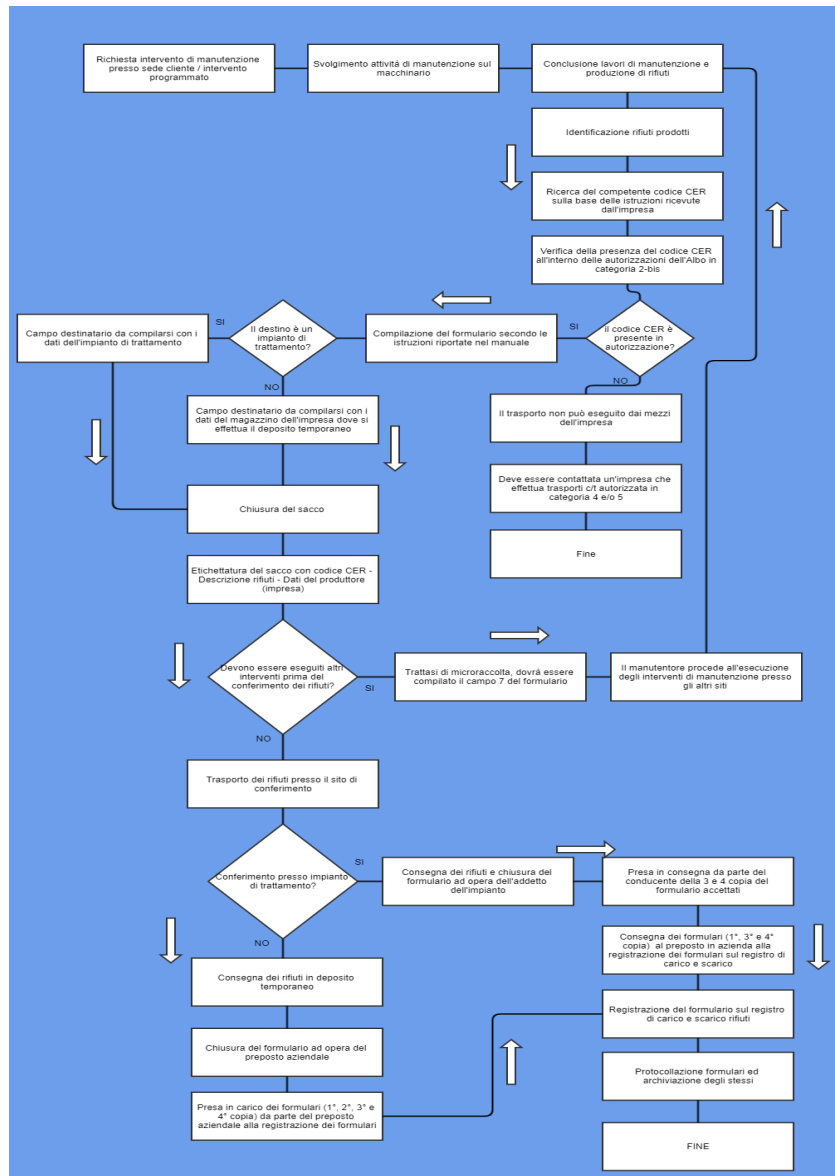 Richiesta intervento di manutenzione
presso sede cliente / intervento
programmato
Svolgimento attività di manutenzione sul
macchinario
Conclusione lavori di manutenzione e
produzione di rifiuti
Identificazione rifiuti prodotti
Ricerca del competente codice CER
sulla base delle istruzioni ricevute
dall'impresa
Verifica della presenza del codice CER
all'interno delle autorizzazioni dell'Albo in
categoria 2-bis
Il codice CER è
presente in
autorizzazione?
SI
Compilazione del formulario secondo le
istruzioni riportate nel manuale
Il destino è un
impianto di
trattamento?
SI
Campo destinatario da compilarsi con i
dati dell'impianto di trattamento
NO
Campo destinatario da compilarsi con i
dati del magazzino dell'impresa dove si
effettua il deposito temporaneo
NO
Il trasporto non può eseguito dai mezzi
dell'impresa
Deve essere contattata un'impresa che
effettua trasporti c/t autorizzata in
categoria 4 e/o 5
Fine
Chiusura del sacco
Etichettatura del sacco con codice CER -
Descrizione rifiuti - Dati del produttore
(impresa)
Devono essere eseguiti altri
interventi prima del
conferimento dei rifiuti?
SI
Trattasi di microraccolta, dovrá essere
compilato il campo 7 del formulario
Il manutentore procede all'esecuzione
degli interventi di manutenzione presso
gli altri siti
NO
Trasporto dei rifiuti presso il sito di
conferimento
Conferimento presso impianto
di trattamento?
SI
Consegna dei rifiuti e chiusura del
formulario ad opera dell'addetto
dell'impianto
Presa in consegna da parte del
conducente della 3 e 4 copia del
formulario accettati
Consegna dei formulari (1°, 3° e 4°
copia) al preposto in azienda alla
registrazione dei formulari sul registro di
carico e scarico
NO
Consegna dei rifiuti in deposito
temporaneo
Chiusura del formulario ad opera del
preposto aziendale
Presa in carico dei formulari (1°, 2°, 3° e
4° copia) da parte del preposto
aziendale alla registrazione dei formulari
Registrazione del formulario sul registro
di carico e scarico rifiuti
Protocollazione formulari ed
archiviazione degli stessi
FINE